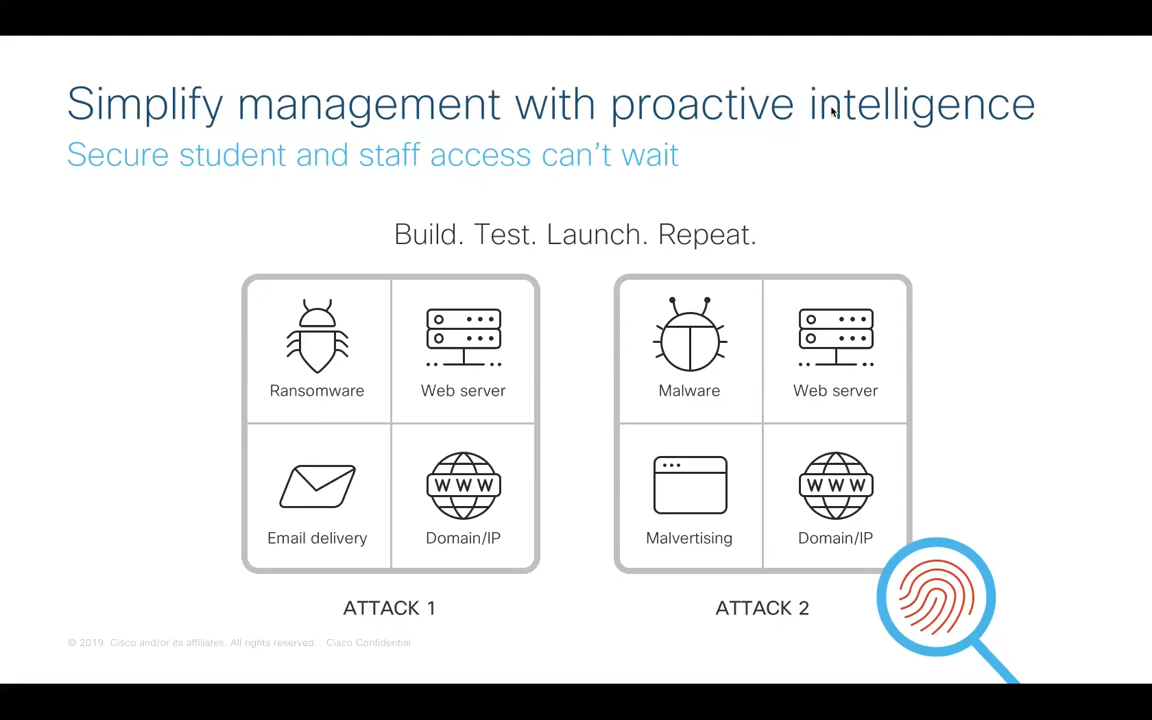 Simplify management with proactive intelligence
Secure student and staff access can't wait
Build. Test. Launch. Repeat.
Ransomware
Web server
WWW
Email delivery
Domain/IP
ATTACK 1
Malware
Web server
WWW
Malvertising
Domain/IP
ATTACK 2
© 2019 Cisco and/or its affiliates. All rights reserved. Cisco Confidential